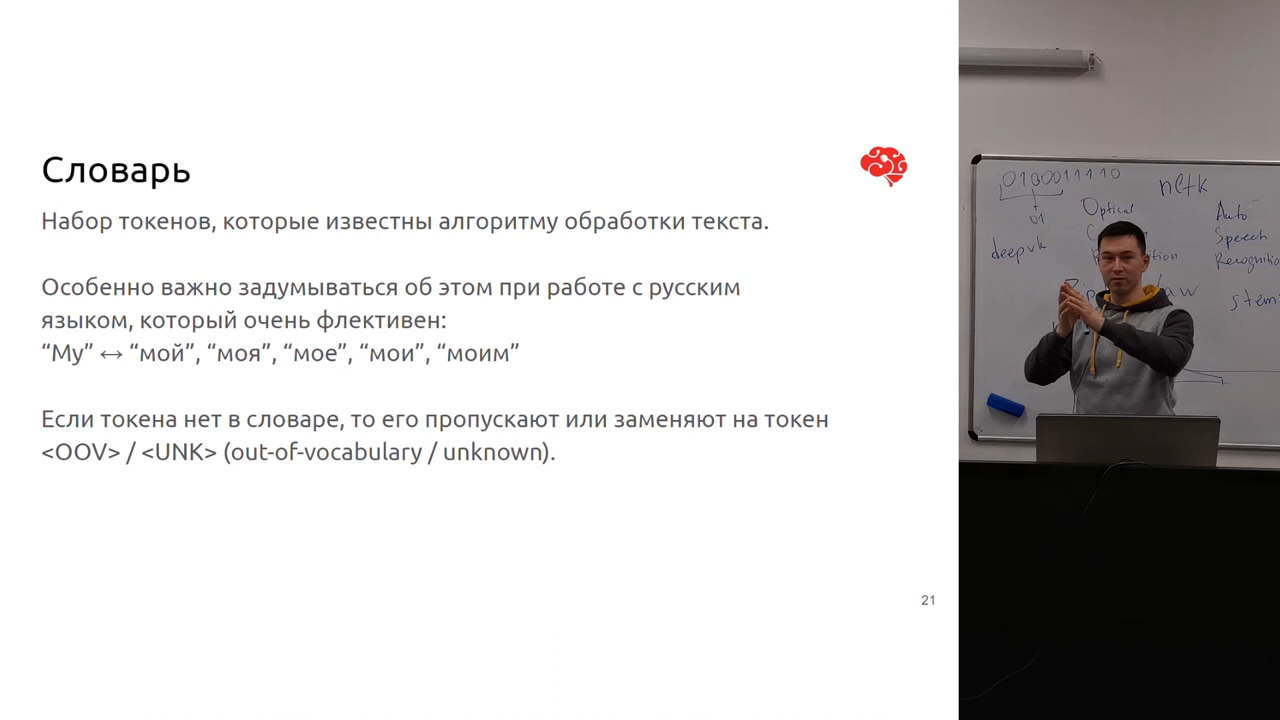 Словарь
Набор токенов, которые известны алгоритму обработки текста.
Особенно важно задумываться об этом при работе с русским
языком, который очень флективен:
“My” ↔ “мой”, “моя”, “мое”, “мои”, “моим”
Если токена нет в словаре, то его пропускают или заменяют на токен
<OOV> / <UNK> (out-of-vocabulary / unknown).
21
0100011110
nltk
01
Optical
deepvk
Auto
Speech